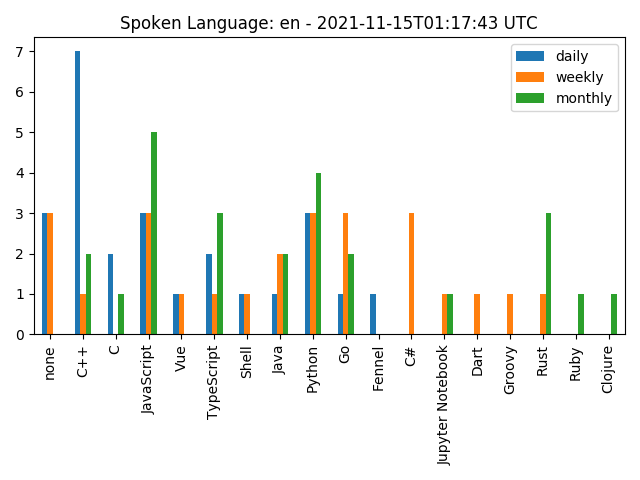 Spoken Language: en - 2021-11-15T01:17:43 UTC
daily
weekly
monthly
7
6
5
4
3
2
1
0
none
C++
C
JavaScript
Vue
TypeScript
Shell
Java
Python
Go
Fennel
C#
Jupyter Notebook
Dart
Groovy
Rust
Ruby
Clojure